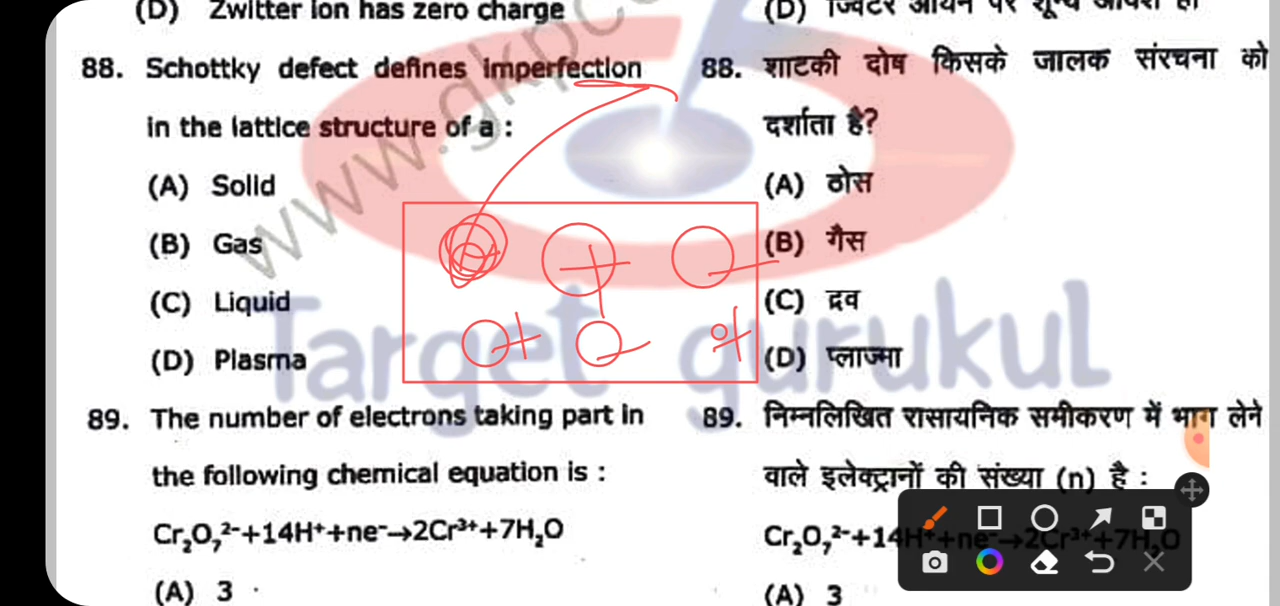 (D) Zwitter ion has zero charge
88. Schottky defect defines imperfection
in the lattice structure of a :
(A) Solid
(B) Gas
(C) Liquid
(D) Plasma
89. The number of electrons taking part in
the following chemical equation is :
Cr₂O₇²⁻+14H⁺+ne⁻→2Cr³⁺+7H₂O
(A) 3
(D) ज्विटर आयन पर शून्य
88. शाटकी दोष किसके जालक संरचना को
दर्शाता है?
(A) ठोस
(B) गैस
(C) द्रव
(D) प्लाज्मा
89. निम्नलिखित रासायनिक समीकरण में भाग लेने
वाले इलेक्ट्रानों की संख्या (n) है :
Cr₂O₇²⁻+14H⁺+ne⁻→2Cr³⁺+7H₂O
(A) 3
www.gkpc
Target gurukul
+ −
+ − +